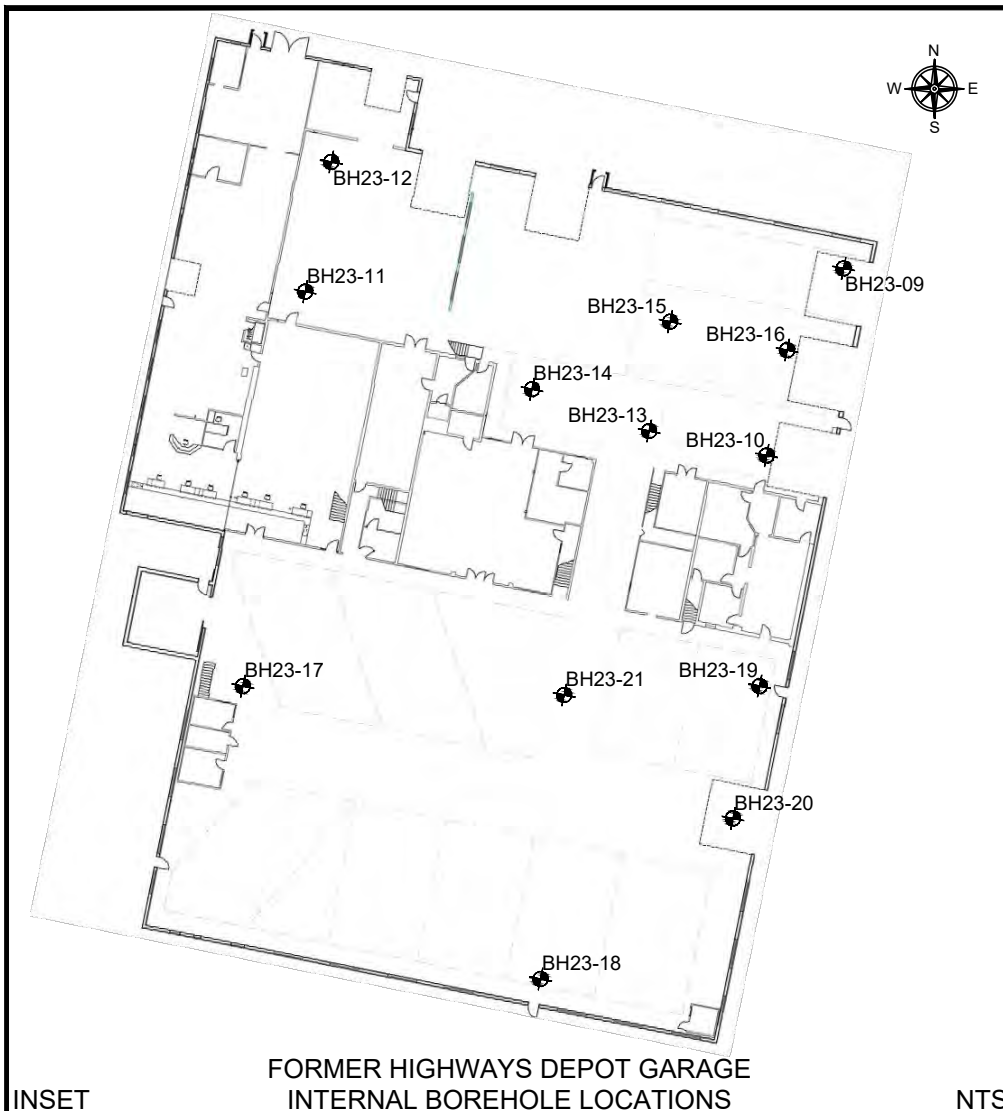 N
W E
S
BH23-12
BH23-09
BH23-11
BH23-15
BH23-16
BH23-14
BH23-13
BH23-10
BH23-17
BH23-21
BH23-19
BH23-20
BH23-18
FORMER HIGHWAYS DEPOT GARAGE
INSET INTERNAL BOREHOLE LOCATIONS NTS